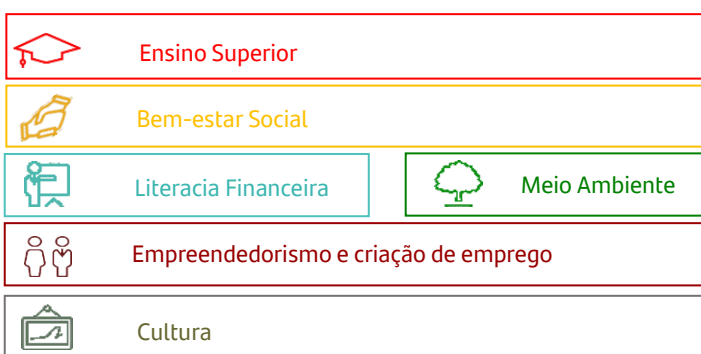 Ensino Superior
Bem-estar Social
Literacia Financeira
Meio Ambiente
Empreendedorismo e criação de emprego
Cultura